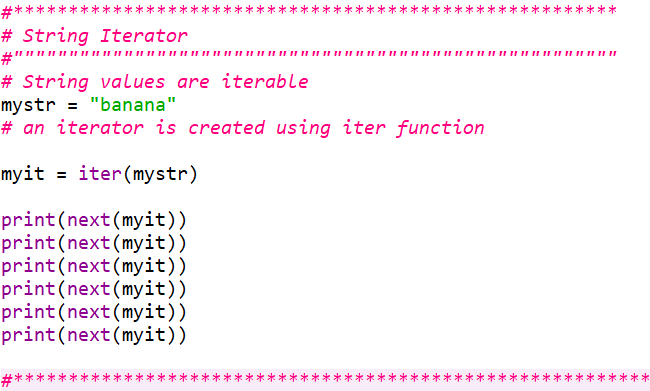 #*******************************************************
# String Iterator
#"""""""""""""""""""""""""""""""""""""""""""""""""""""""
# String values are iterable
mystr = "banana"
# an iterator is created using iter function
myit = iter(mystr)
print(next(myit))
print(next(myit))
print(next(myit))
print(next(myit))
print(next(myit))
print(next(myit))
#**********************************************************